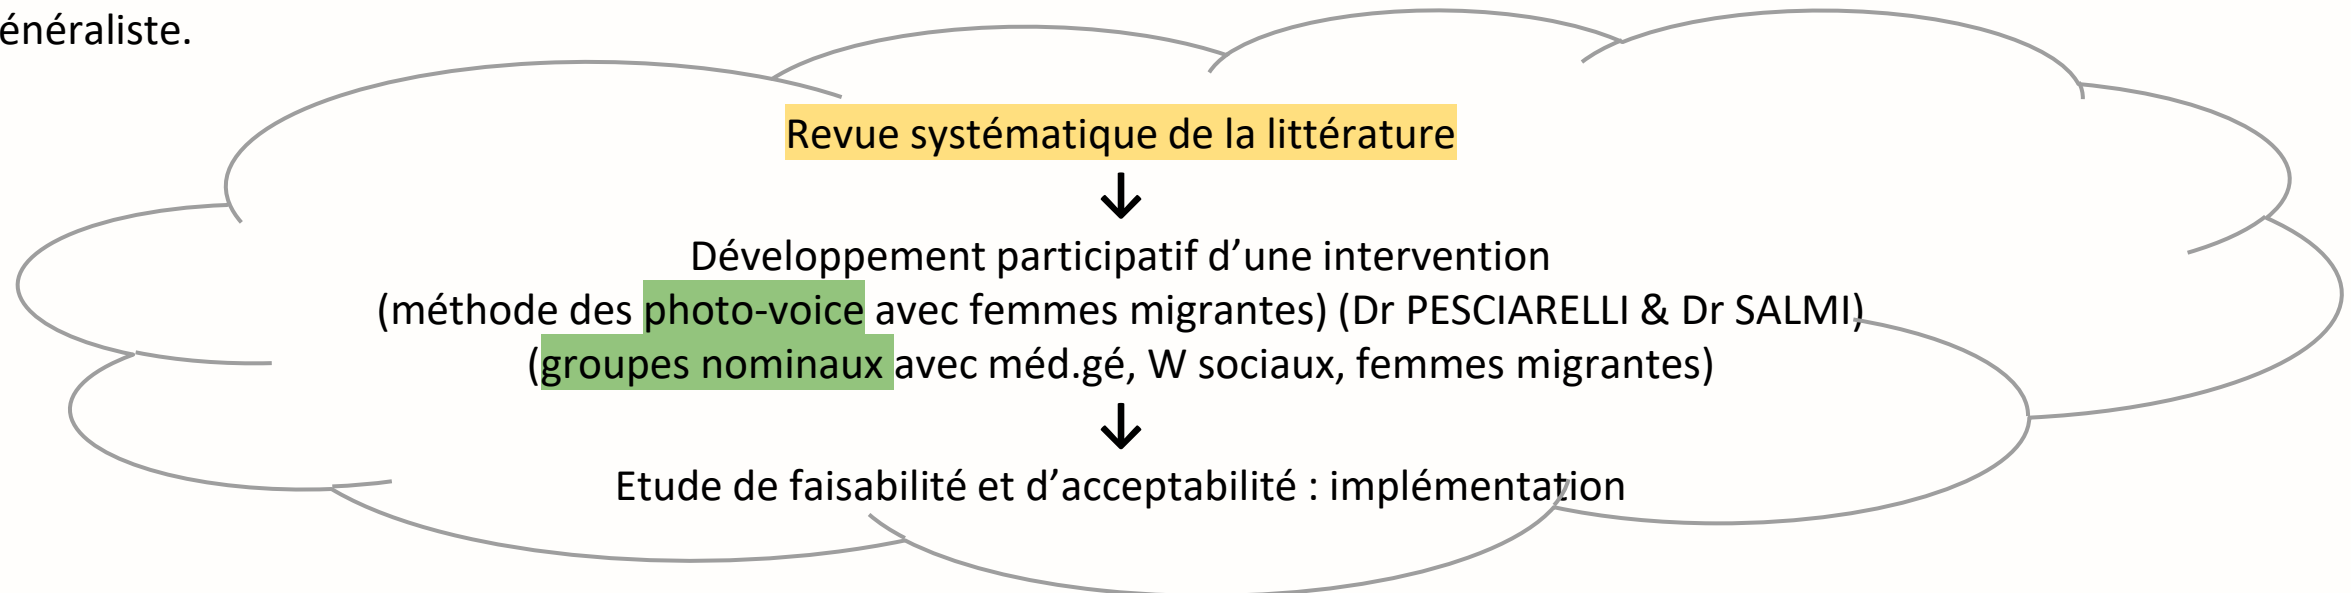 énéraliste.
Revue systématique de la littérature
↓
Développement participatif d’une intervention
(méthode des photo-voice avec femmes migrantes) (Dr PESCIARELLI & Dr SALMI)
(groupes nominaux avec méd.gé, W sociaux, femmes migrantes)
↓
Etude de faisabilité et d’acceptabilité : implémentation